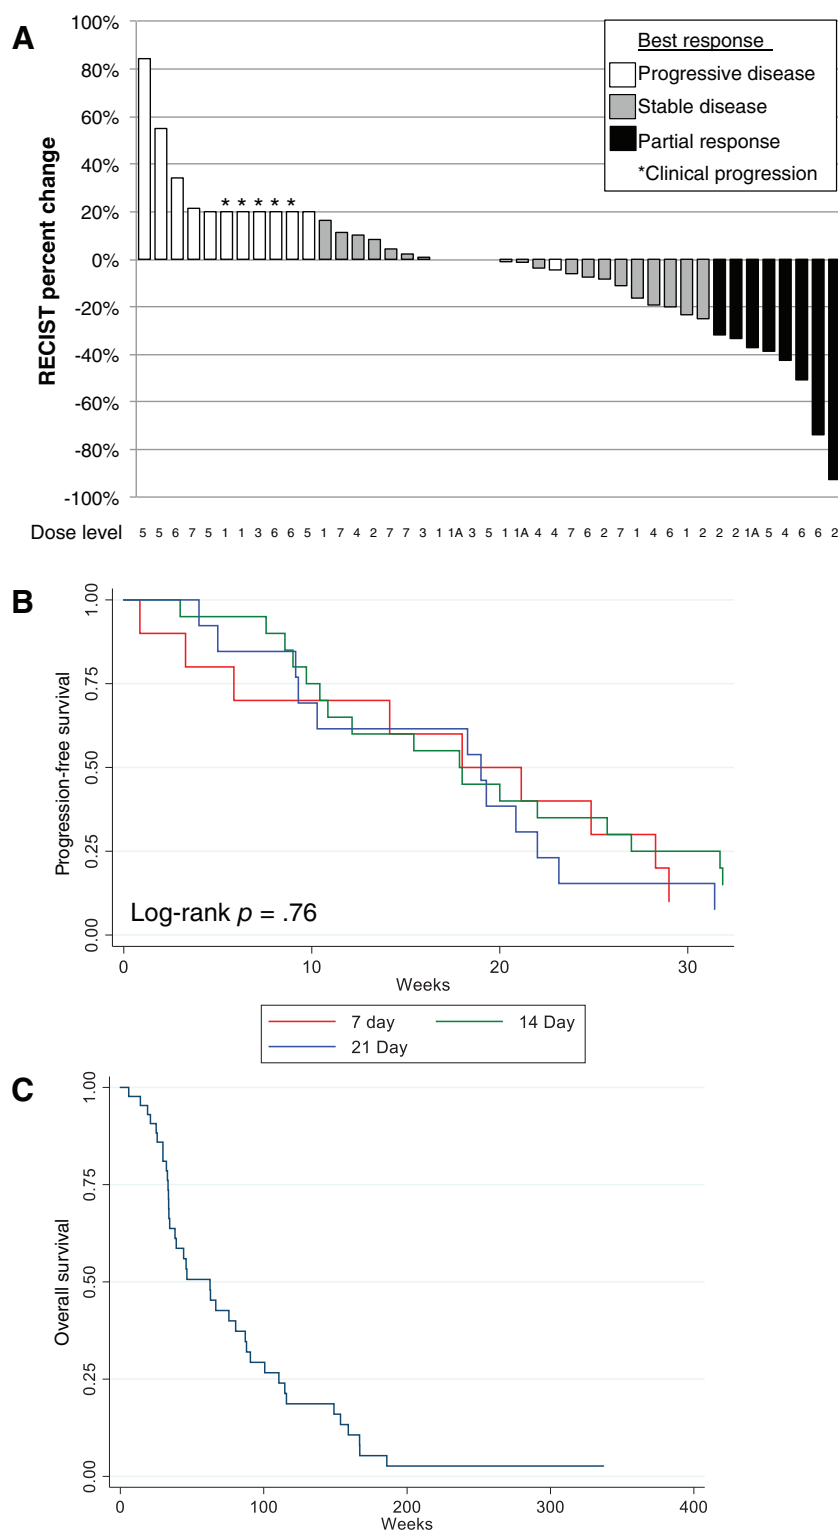 A
100%
80%
60%
40%
20%
0%
-20%
-40%
-60%
-80%
-100%
RECIST percent change
* * * * *
Best response
Progressive disease
Stable disease
Partial response
*Clinical progression
Dose level 5 5 6 7 5 1 1 3 6 6 5 1 7 4 2 7 7 3 1 1A 3 5 1 1A 4 4 7 6 2 7 1 4 6 1 2 2 2 1A 5 4 6 6 2
B
1.00
0.75
0.50
0.25
0.00
Progression-free survival
Log-rank p = .76
0 10 20 30
Weeks
7 day 14 Day
21 Day
C
1.00
0.75
0.50
0.25
0.00
Overall survival
0 100 200 300 400
Weeks